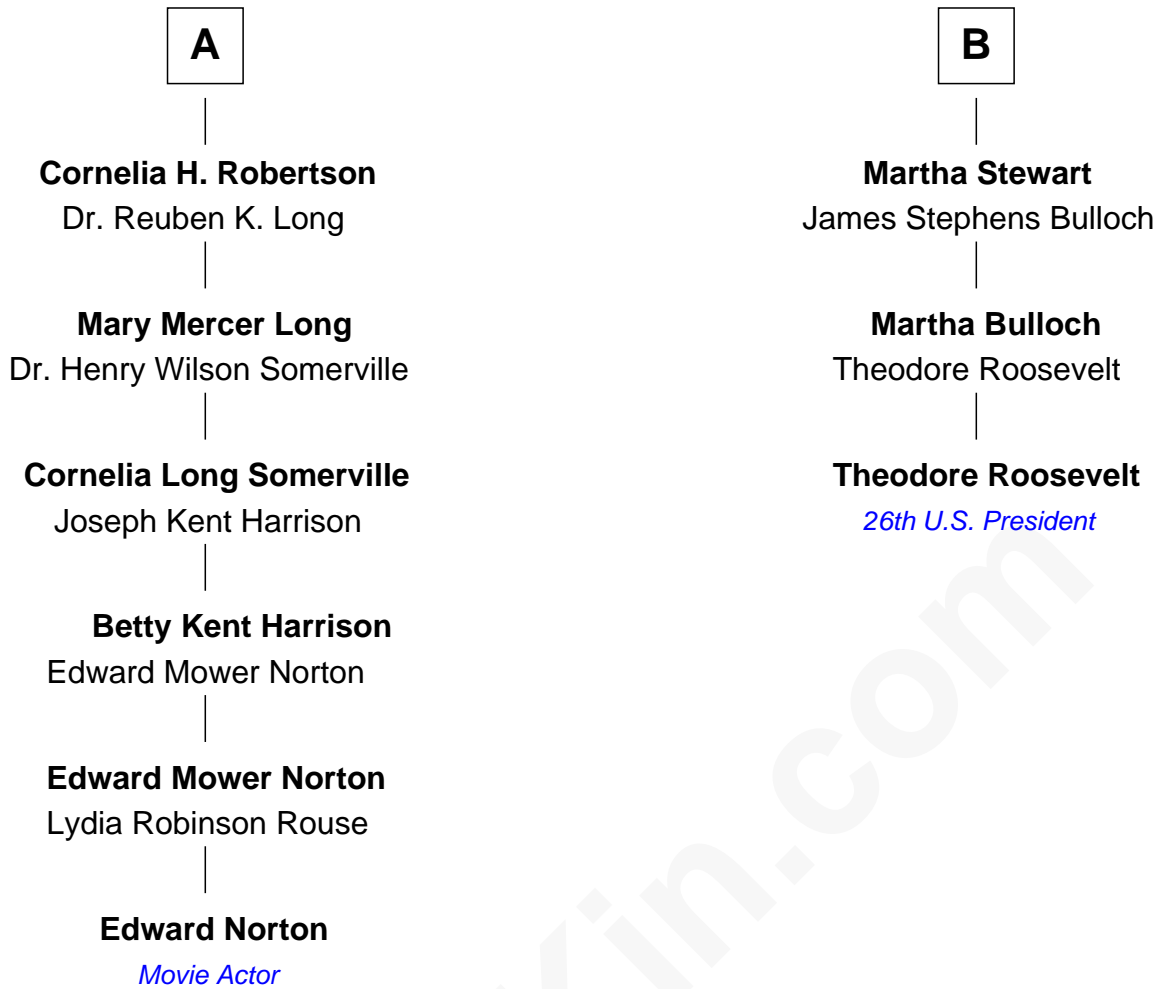 A
Cornelia H. Robertson
Dr. Reuben K. Long
Mary Mercer Long
Dr. Henry Wilson Somerville
Cornelia Long Somerville
Joseph Kent Harrison
Betty Kent Harrison
Edward Mower Norton
Edward Mower Norton
Lydia Robinson Rouse
Edward Norton
Movie Actor
B
Martha Stewart
James Stephens Bulloch
Martha Bulloch
Theodore Roosevelt
Theodore Roosevelt
26th U.S. President
Kin.com